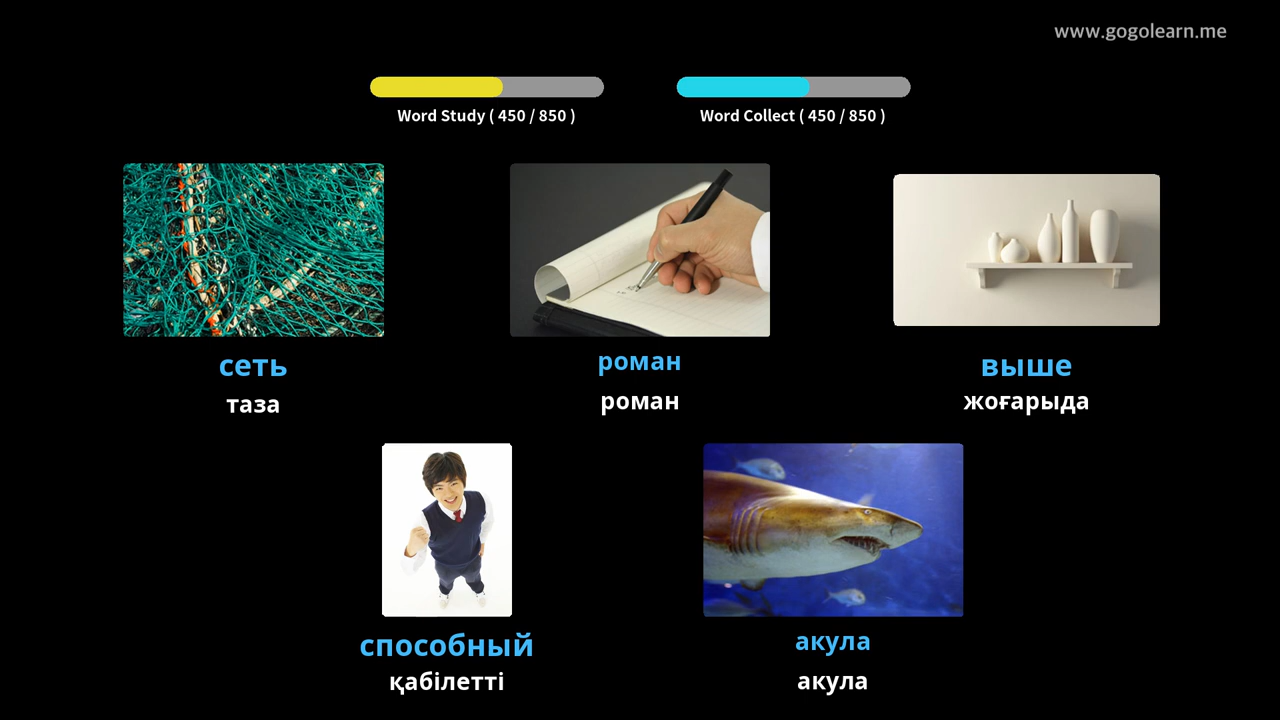 www.gogolearn.me
Word Study ( 450 / 850 )
Word Collect ( 450 / 850 )
сеть
таза
роман
роман
выше
жоғарыда
способный
қабілетті
акула
акула